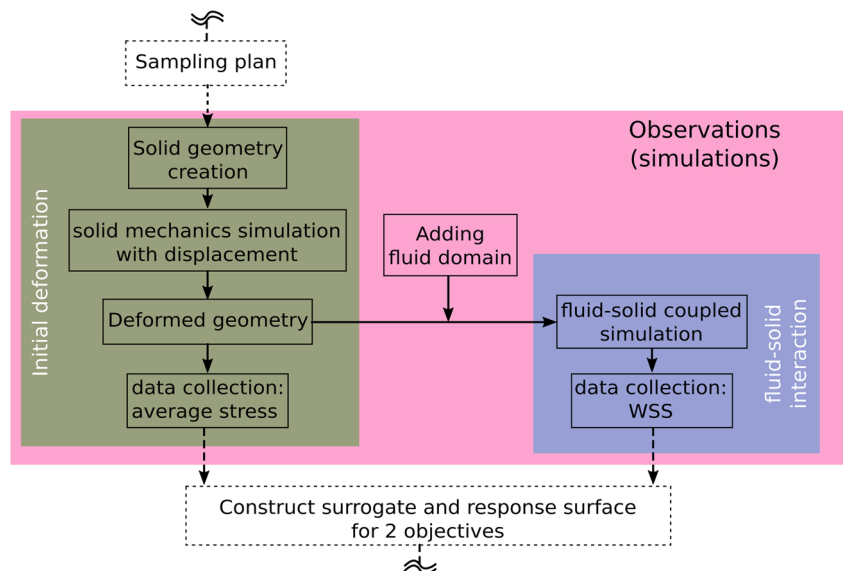 Sampling plan
Observations
(simulations)
Initial deformation
Solid geometry
creation
solid mechanics simulation
with displacement
Adding
fluid domain
Deformed geometry
fluid-solid coupled
simulation
data collection:
average stress
data collection:
WSS
fluid-solid
interaction
Construct surrogate and response surface
for 2 objectives